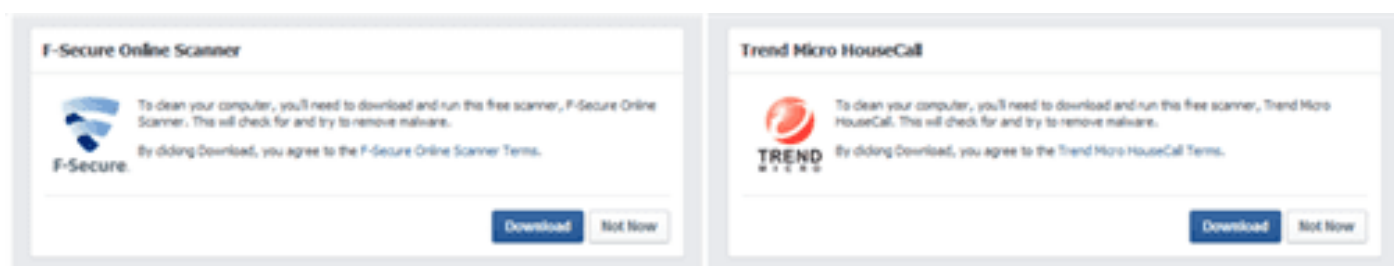 F-Secure Online Scanner
To clean your computer, you'll need to download and run this free scanner, F-Secure Online
Scanner. This will check for and try to remove malware.
By clicking Download, you agree to the F-Secure Online Scanner Terms.
F-Secure.
Download
Not Now
Trend Micro HouseCall
To clean your computer, you'll need to download and run this free scanner, Trend Micro
HouseCall. This will check for and try to remove malware.
By clicking Download, you agree to the Trend Micro HouseCall Terms.
TREND
MICRO
Download
Not Now